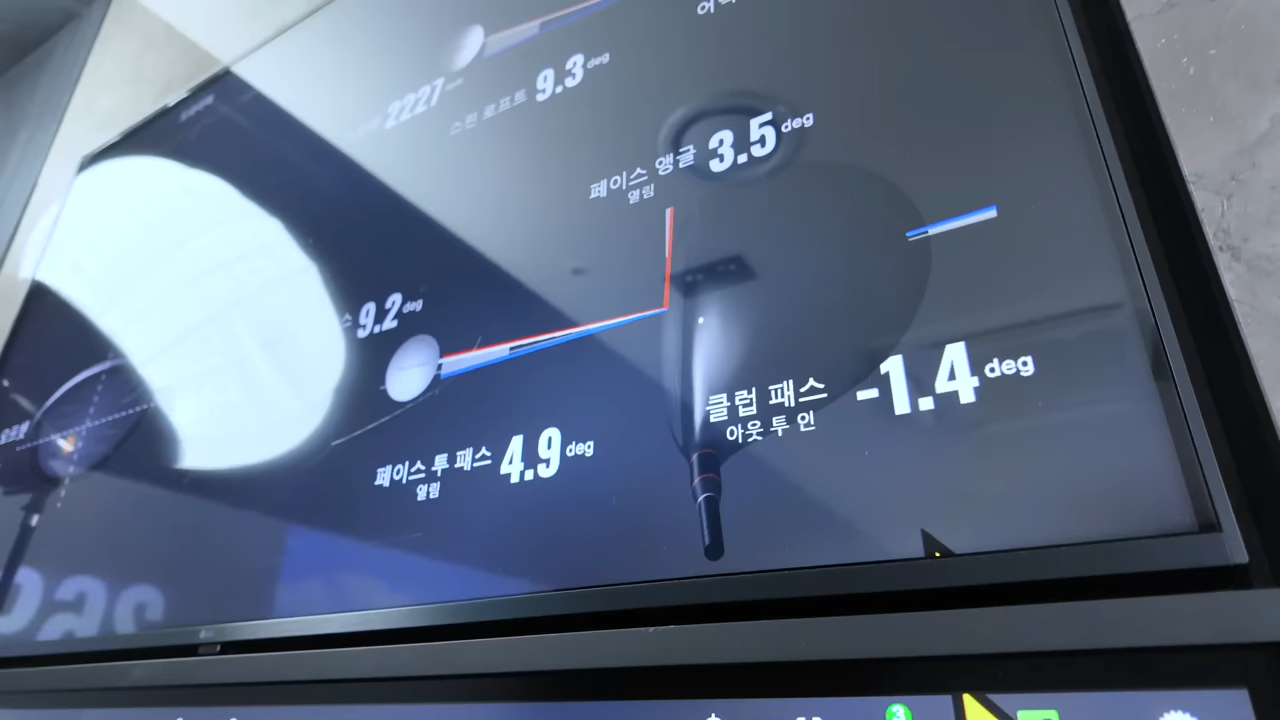 2227
스핀 로프트 9.3 deg
페이스 앵글 3.5 deg
열림
9.2 deg
클럽 패스 -1.4 deg
아웃 투 인
페이스 투 패스 4.9 deg
열림
3